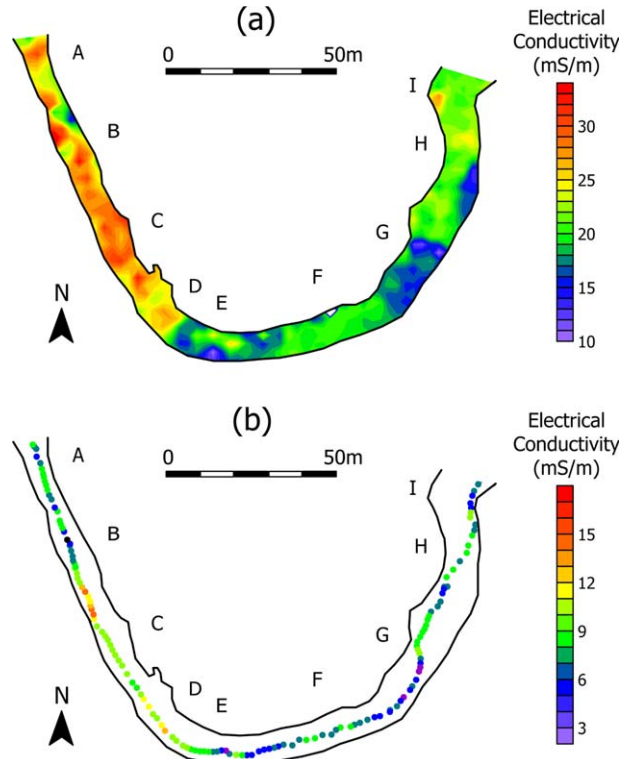 (a)
Electrical
Conductivity
(mS/m)
0 50m
A
B
C
D
E
F
G
H
I
N
30
25
20
15
10
(b)
Electrical
Conductivity
(mS/m)
0 50m
A
B
C
D
E
F
G
H
I
N
15
12
9
6
3